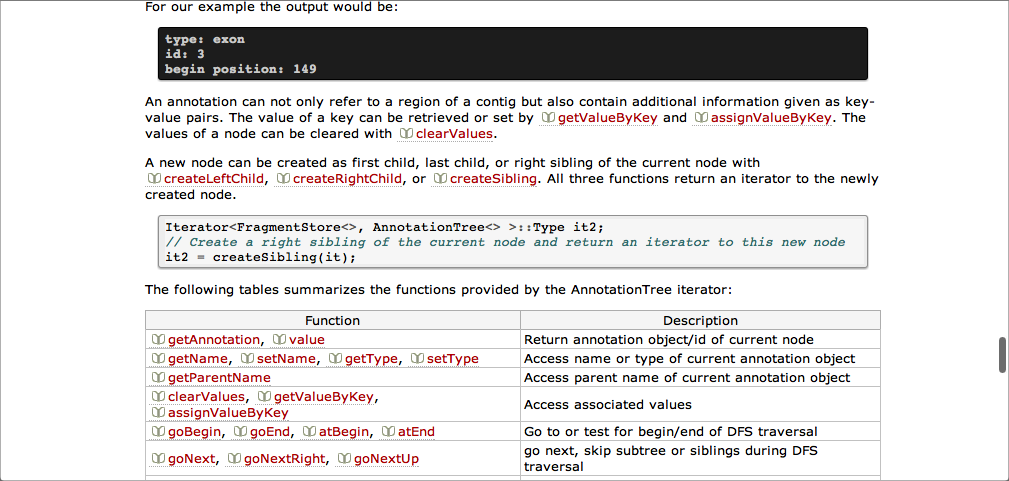 For our example the output would be:
type: exon
id: 3
begin position: 149
An annotation can not only refer to a region of a contig but also contain additional information given as key-
value pairs. The value of a key can be retrieved or set by getValueByKey and assignValueByKey. The
values of a node can be cleared with clearValues.
A new node can be created as first child, last child, or right sibling of the current node with
createLeftChild, createRightChild, or createSibling. All three functions return an iterator to the newly
created node.
Iterator<FragmentStore<>, AnnotationTree<> >::Type it2;
// Create a right sibling of the current node and return an iterator to this new node
it2 = createSibling(it);
The following tables summarizes the functions provided by the AnnotationTree iterator:
Function Description
getAnnotation, value Return annotation object/id of current node
getName, setName, getType, setType Access name or type of current annotation object
getParentName Access parent name of current annotation object
clearValues, getValueByKey,
assignValueByKey Access associated values
goBegin, goEnd, atBegin, atEnd Go to or test for begin/end of DFS traversal
goNext, goNextRight, goNextUp go next, skip subtree or siblings during DFS
traversal